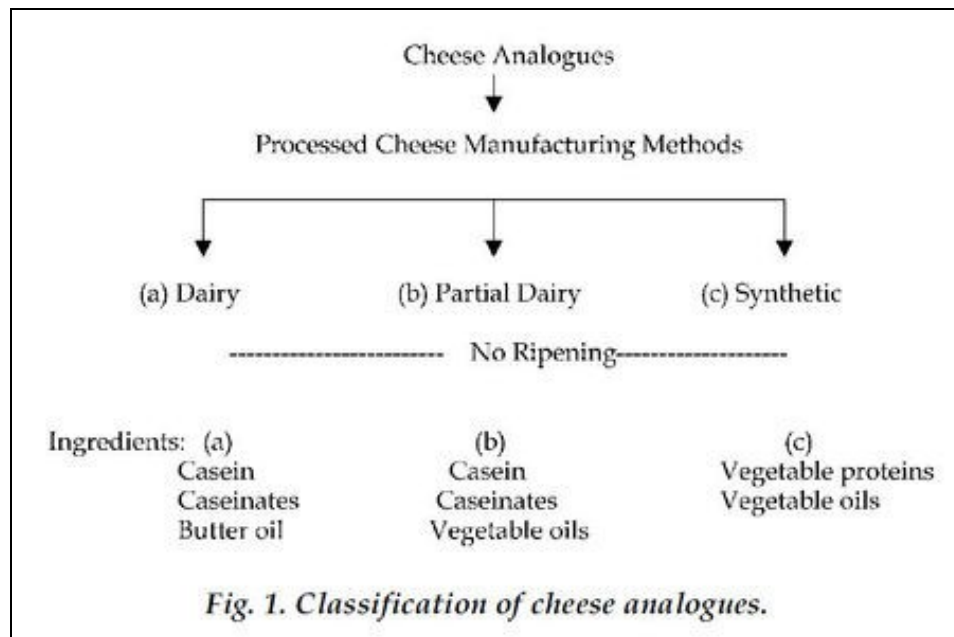 Cheese Analogues
Processed Cheese Manufacturing Methods
(a) Dairy (b) Partial Dairy (c) Synthetic
------------------------- No Ripening--------------------
Ingredients: (a) (b) (c)
Casein Casein Vegetable proteins
Caseinates Caseinates Vegetable oils
Butter oil Vegetable oils
Fig. 1. Classification of cheese analogues.